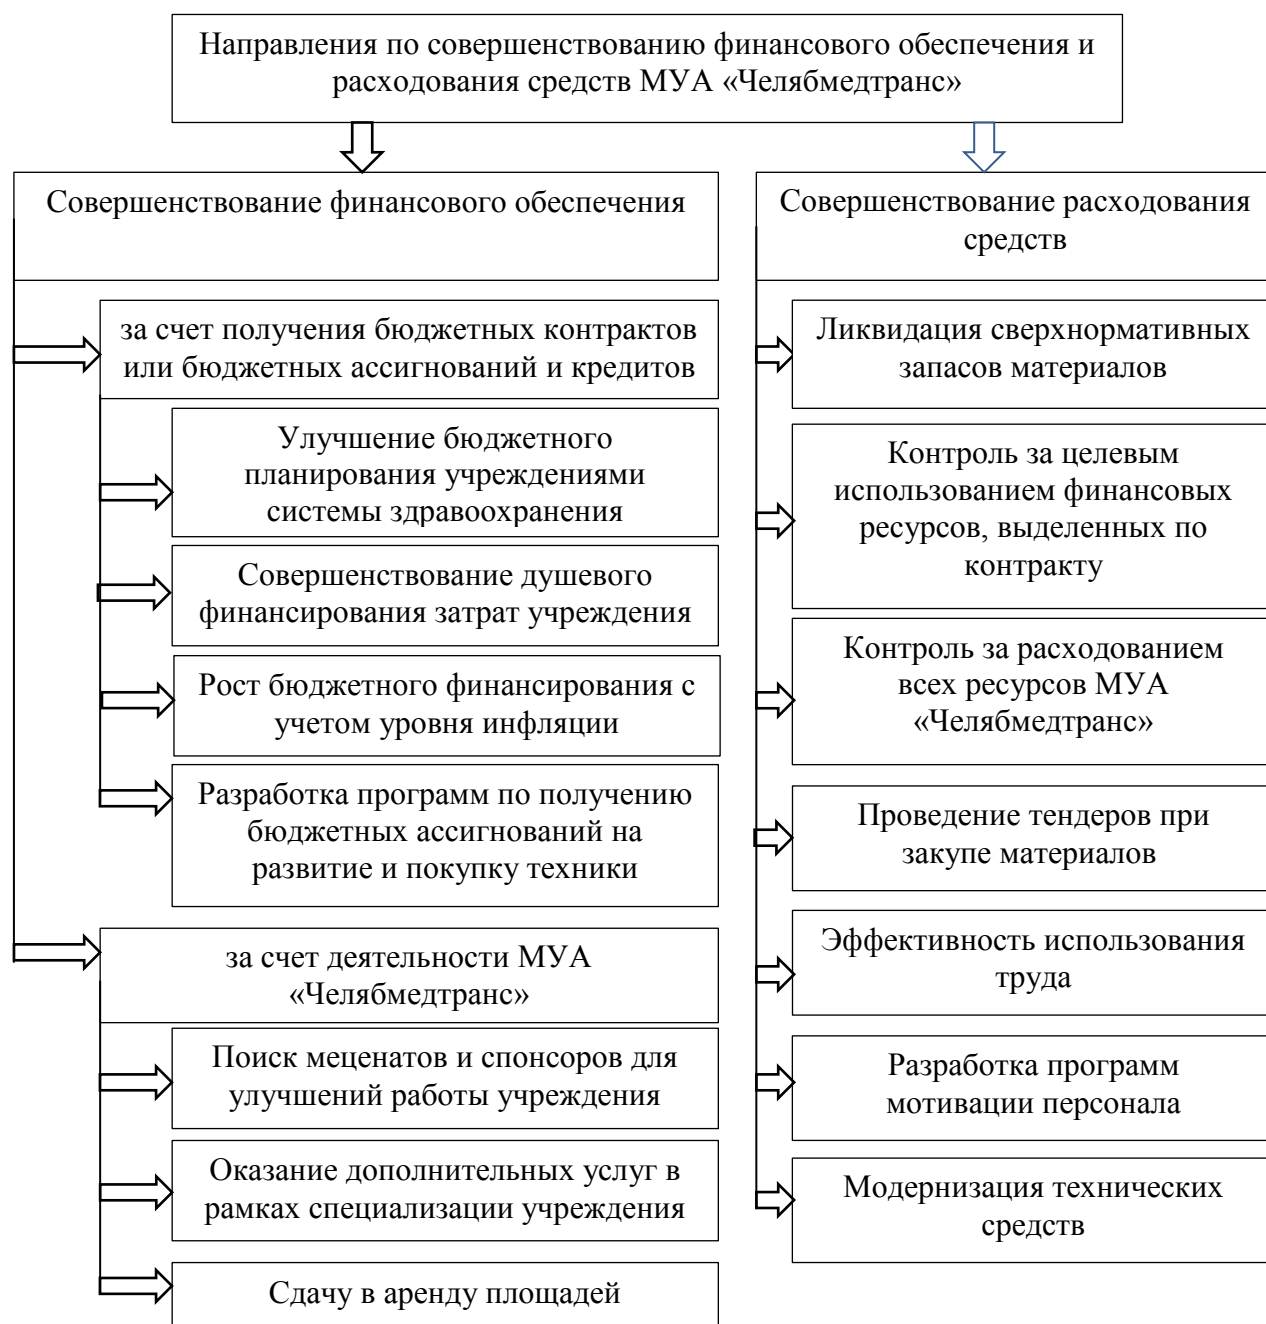 Направления по совершенствованию финансового обеспечения и
расходования средств МУА «Челябмедтранс»
Совершенствование финансового обеспечения
за счет получения бюджетных контрактов
или бюджетных ассигнований и кредитов
Улучшение бюджетного
планирования учреждениями
системы здравоохранения
Совершенствование душевого
финансирования затрат учреждения
Рост бюджетного финансирования с
учетом уровня инфляции
Разработка программ по получению
бюджетных ассигнований на
развитие и покупку техники
за счет деятельности МУА
«Челябмедтранс»
Поиск меценатов и спонсоров для
улучшений работы учреждения
Оказание дополнительных услуг в
рамках специализации учреждения
Сдачу в аренду площадей
Совершенствование расходования
средств
Ликвидация сверхнормативных
запасов материалов
Контроль за целевым
использованием финансовых
ресурсов, выделенных по
контракту
Контроль за расходованием
всех ресурсов МУА
«Челябмедтранс»
Проведение тендеров при
закупе материалов
Эффективность использования
труда
Разработка программ
мотивации персонала
Модернизация технических
средств